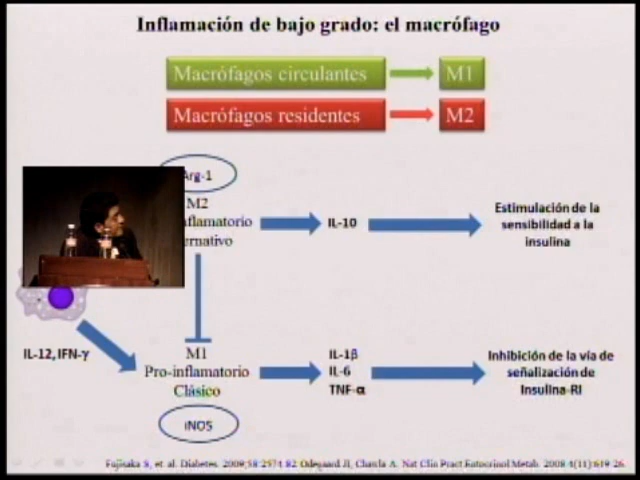 Inflamación de bajo grado: el macrófago
Macrófagos circulantes
M1
Macrófagos residentes
M2
Arg-1
M2
flamatorio
ernativo
IL-10
Estimulación de la
sensibilidad a la
insulina
IL-12, IFN-γ
M1
Pro-inflamatorio
Clásico
iNOS
IL-1β
IL-6
TNF-α
Inhibición de la vía de
señalización de
Insulina-RI
Fujisaka S, et al. Diabetes. 2009;58:2574-82 Odegaard JI, Chawla A. Nat Clin Pract Endocrinol Metab. 2008 4(11):619-26.